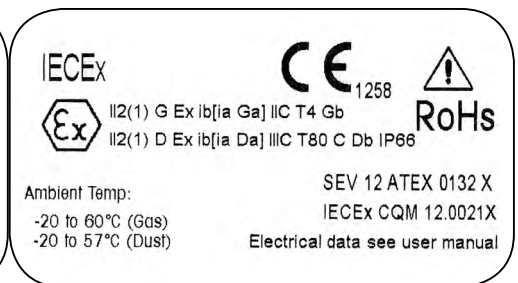 IECEx
CE 1258
Ex
II2(1) G Ex ib[ia Ga] IIC T4 Gb
II2(1) D Ex ib[ia Da] IIIC T80 C Db IP66
RoHs
Ambient Temp:
-20 to 60°C (Gas)
-20 to 57°C (Dust)
SEV 12 ATEX 0132 X
IECEx CQM 12.0021X
Electrical data see user manual